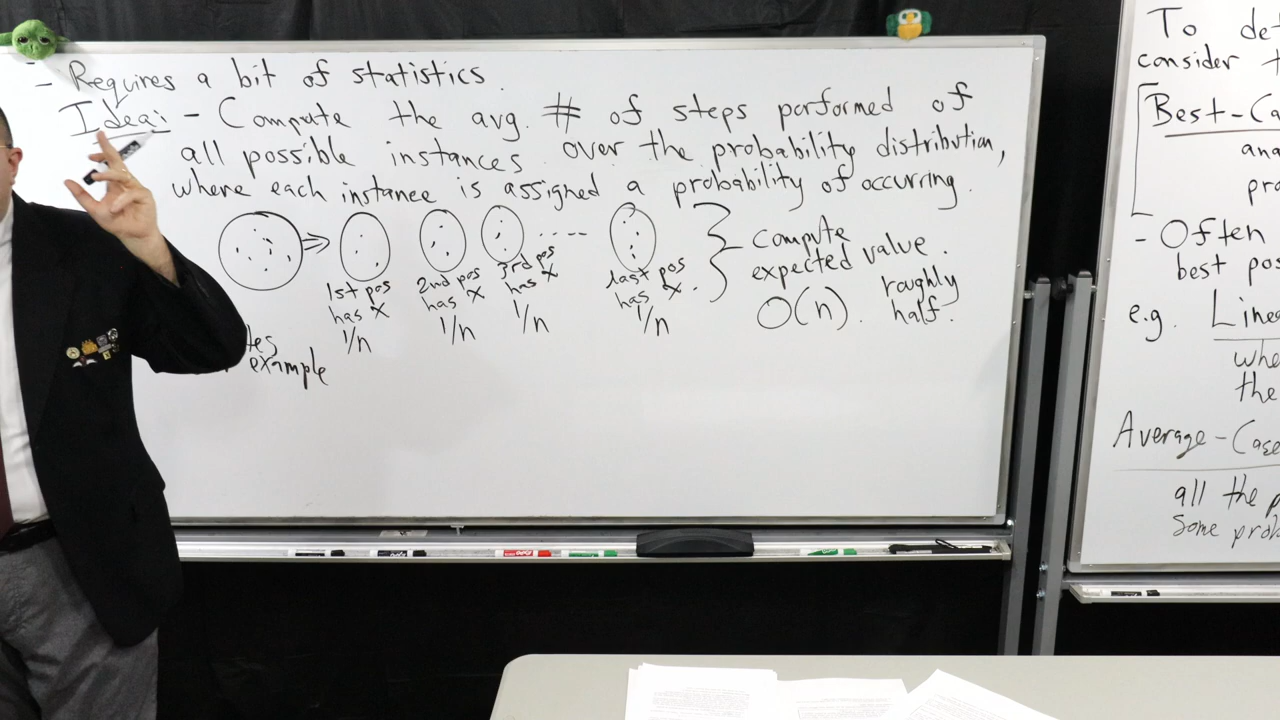 - Requires a bit of statistics.
Idea: - Compute the avg. # of steps performed of
all possible instances over the probability distribution,
where each instance is assigned a probability of occurring.
1st pos
has x
1/n
2nd pos
has x
1/n
3rd pos
has x
1/n
....
last pos
has x.
1/n
compute
expected value.
O(n). roughly
half.
example
To det
consider t
Best-Ca
ana
pro
- Often
best pos
e.g. Linea
whe
the
Average-Case
all the p
Some prob